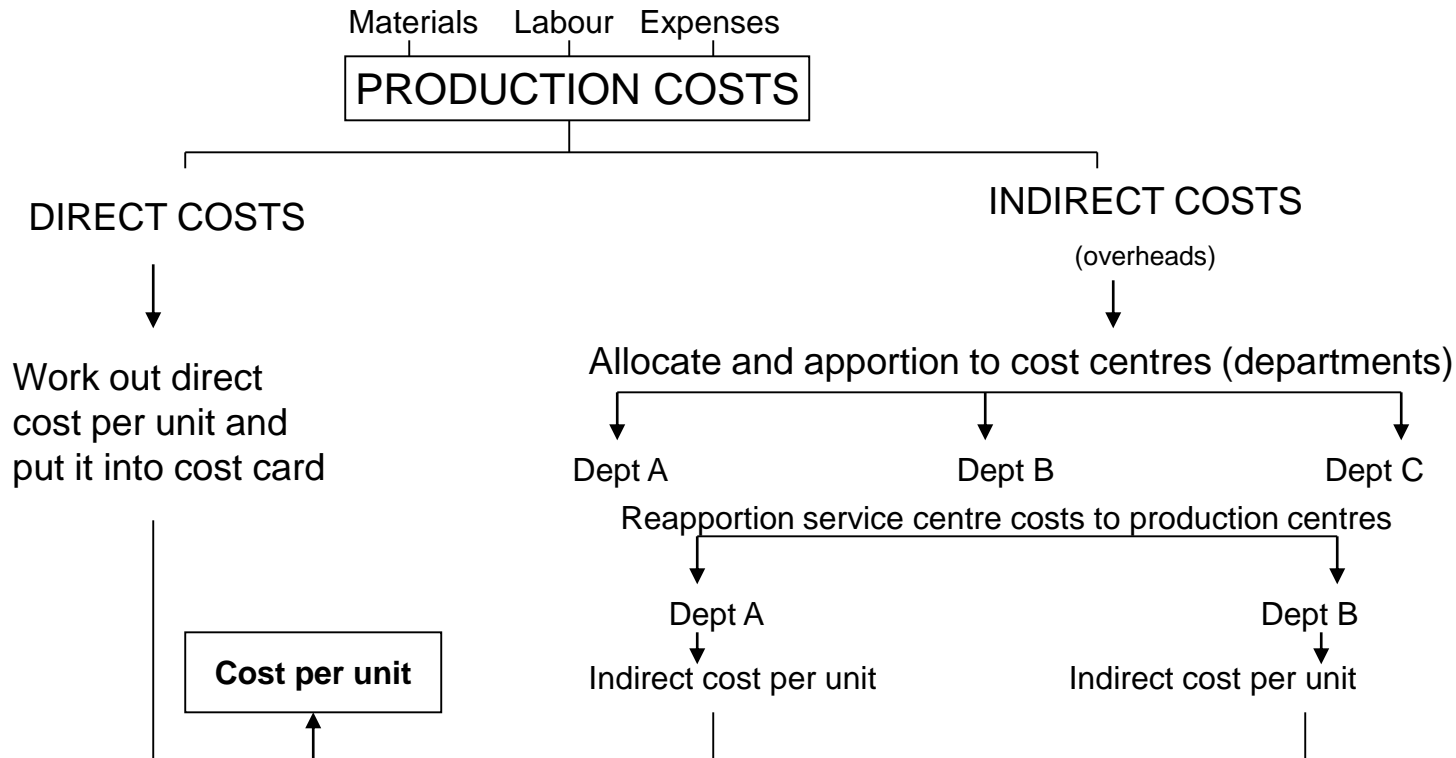 Materials Labour Expenses
PRODUCTION COSTS
DIRECT COSTS
INDIRECT COSTS
(overheads)
Work out direct
cost per unit and
put it into cost card
Allocate and apportion to cost centres (departments)
Dept A Dept B Dept C
Reapportion service centre costs to production centres
Dept A Dept B
Cost per unit
Indirect cost per unit Indirect cost per unit